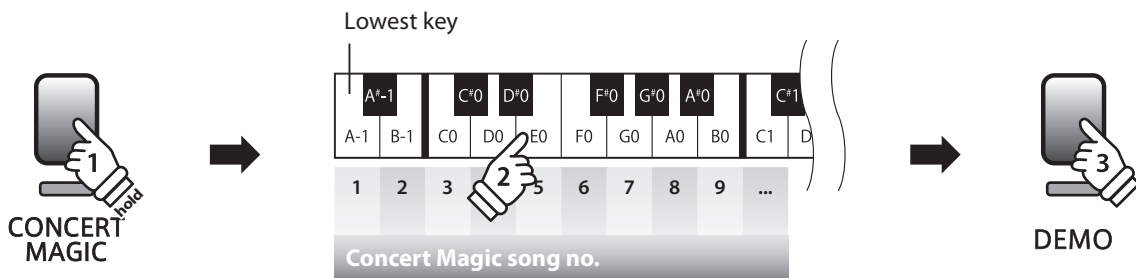 Lowest key
A#-1 C#0 D#0 F#0 G#0 A#0 C#1
A-1 B-1 C0 D0 E0 F0 G0 A0 B0 C1 D
1 2 3 2 5 6 7 8 9 ...
1
hold
CONCERT
MAGIC
Concert Magic song no.
3
DEMO